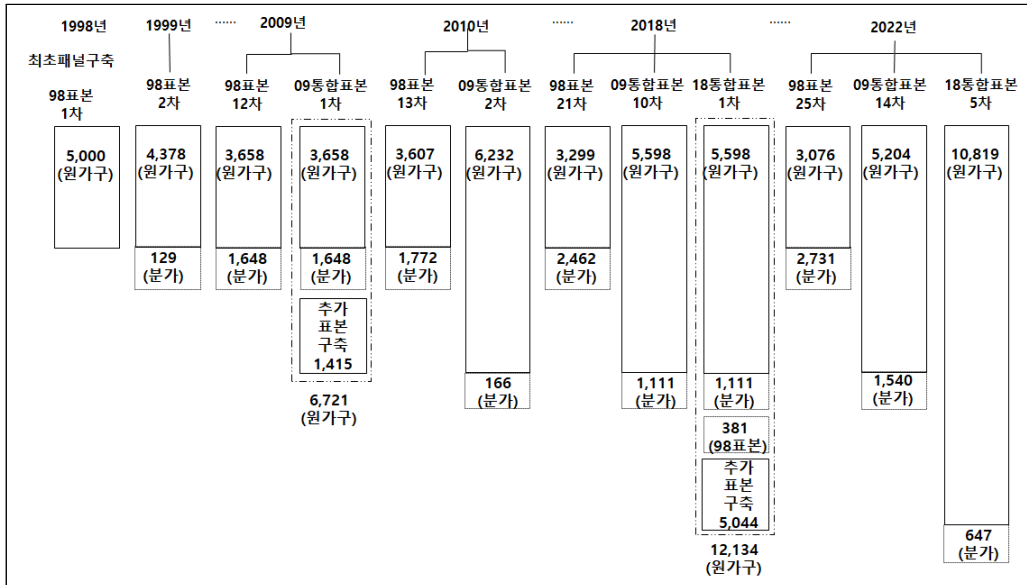 1998년 1999년 ...... 2009년 2010년 ...... 2018년 ...... 2022년
최초패널구축
98표본 98표본 98표본 09통합표본 98표본 09통합표본 98표본 09통합표본 18통합표본 98표본 09통합표본 18통합표본
1차 2차 12차 1차 13차 2차 21차 10차 1차 25차 14차 5차
5,000 4,378 3,658 3,658 3,607 6,232 3,299 5,598 5,598 3,076 5,204 10,819
(원가구) (원가구) (원가구) (원가구) (원가구) (원가구) (원가구) (원가구) (원가구) (원가구) (원가구) (원가구)
129 1,648 1,648 1,772 2,462 2,731
(분가) (분가) (분가) (분가) (분가) (분가)
추가
표본
구축
1,415
6,721
(원가구)
166 1,111 1,111 1,540
(분가) (분가) (분가) (분가)
381
(98표본)
추가
표본
구축
5,044
12,134
(원가구)
647
(분가)